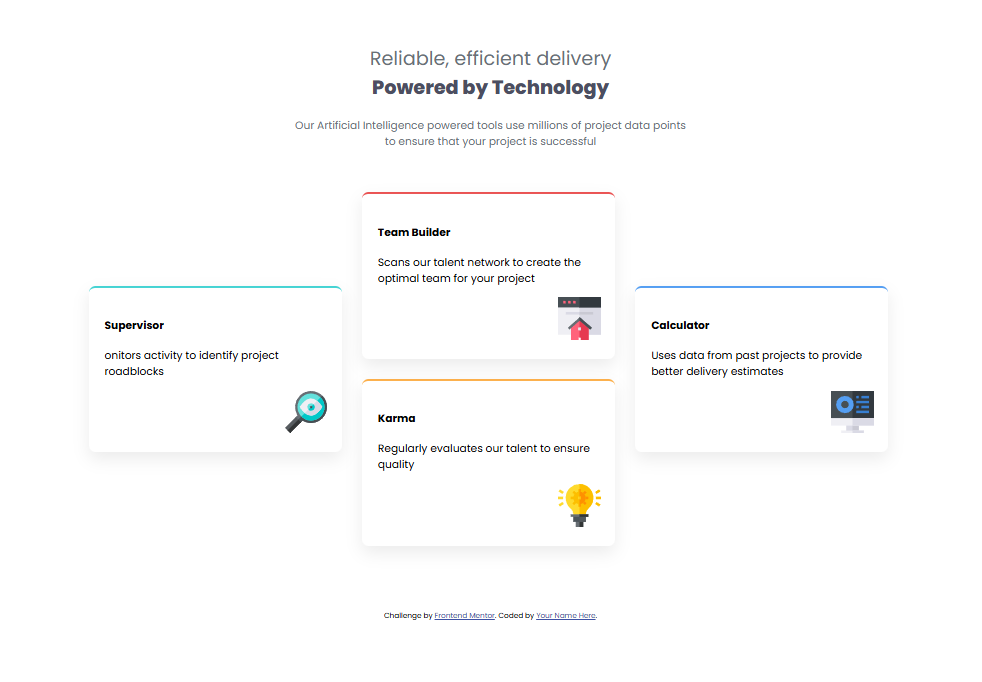 Reliable, efficient delivery
Powered by Technology
Our Artificial Intelligence powered tools use millions of project data points
to ensure that your project is successful
Supervisor
onitors activity to identify project
roadblocks
Team Builder
Scans our talent network to create the
optimal team for your project
Karma
Regularly evaluates our talent to ensure
quality
Calculator
Uses data from past projects to provide
better delivery estimates
Challenge by Frontend Mentor. Coded by Your Name Here.